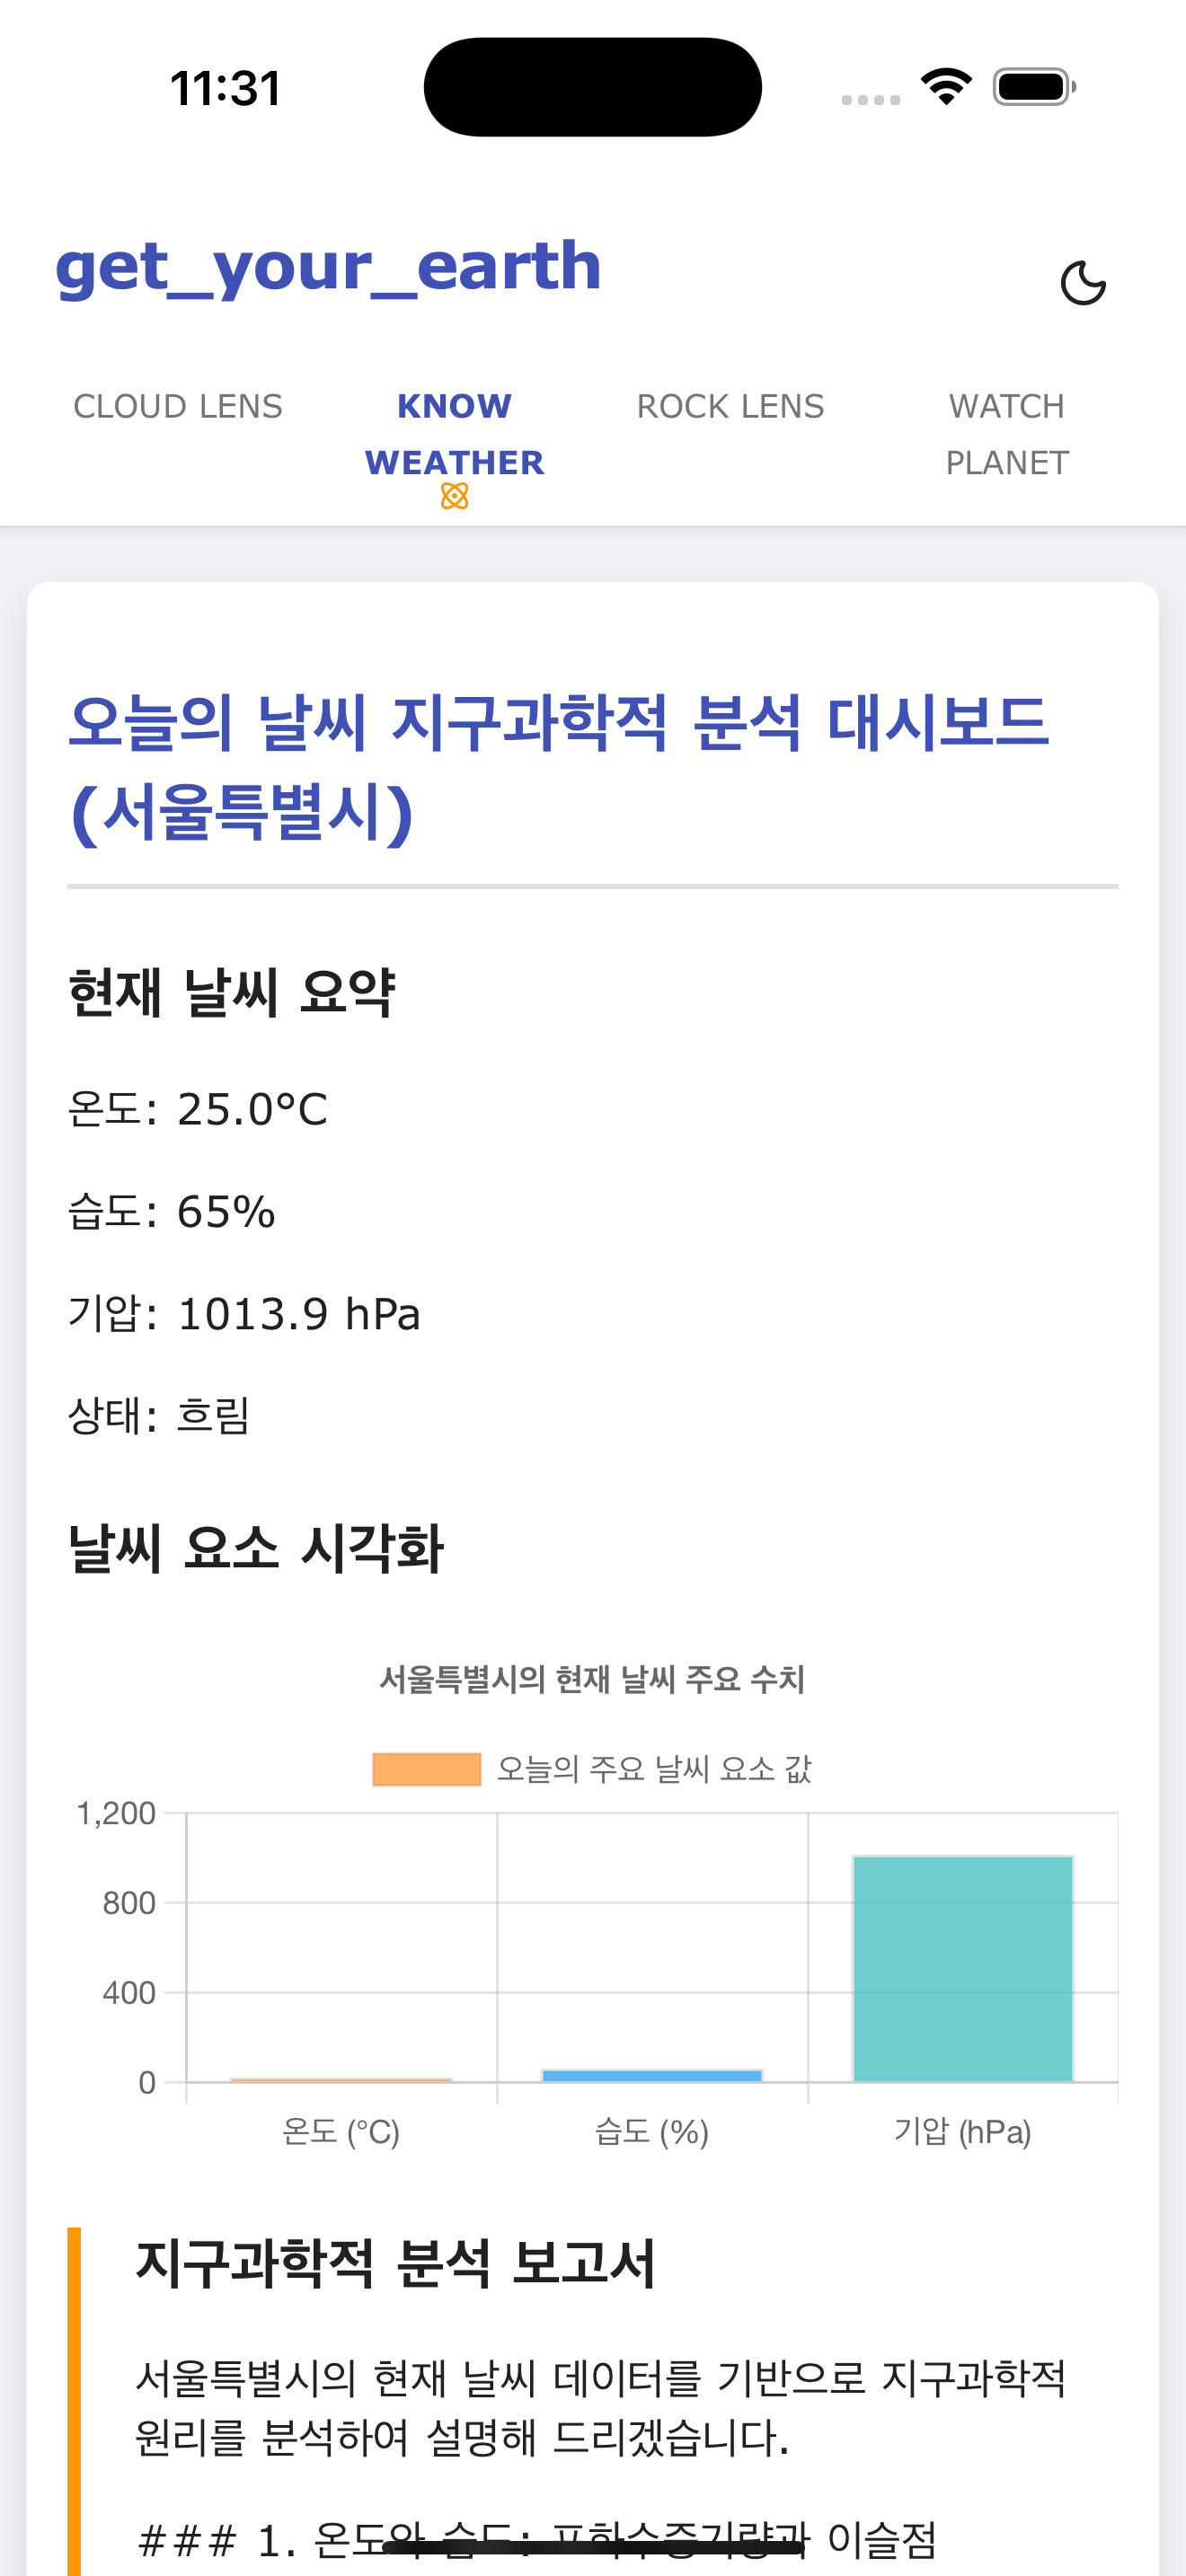 11:31
get_your_earth
CLOUD LENS
KNOW
WEATHER
ROCK LENS
WATCH
PLANET
오늘의 날씨 지구과학적 분석 대시보드
(서울특별시)
현재 날씨 요약
온도: 25.0°C
습도: 65%
기압: 1013.9 hPa
상태: 흐림
날씨 요소 시각화
서울특별시의 현재 날씨 주요 수치
오늘의 주요 날씨 요소 값
1,200
800
400
0
온도 (°C)
습도 (%)
기압 (hPa)
지구과학적 분석 보고서
서울특별시의 현재 날씨 데이터를 기반으로 지구과학적
원리를 분석하여 설명해 드리겠습니다.
### 1. 온도와 습도: 포화수증기량과 이슬점